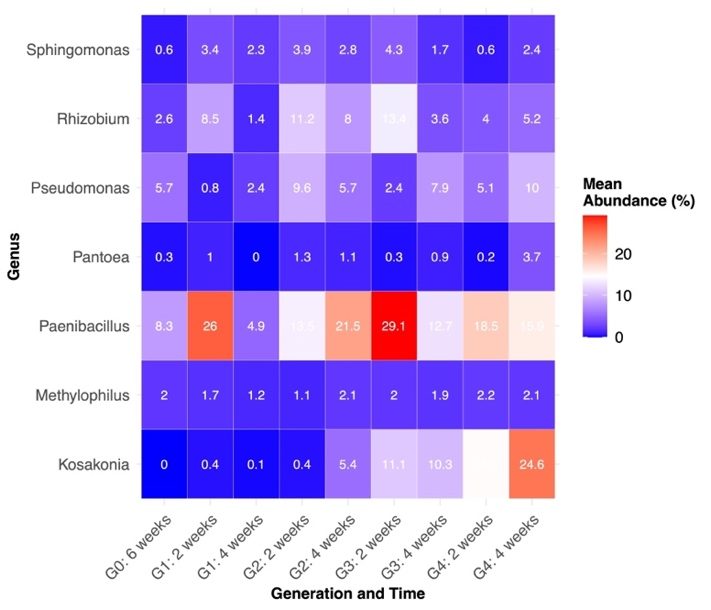 Sphingomonas 0.6 3.4 2.3 3.9 2.8 4.3 1.7 0.6 2.4
Rhizobium 2.6 8.5 1.4 11.2 8 13.4 3.6 4 5.2
Pseudomonas 5.7 0.8 2.4 9.6 5.7 2.4 7.9 5.1 10
Pantoea 0.3 1 0 1.3 1.1 0.3 0.9 0.2 3.7
Paenibacillus 8.3 26 4.9 21.5 29.1 12.7 18.5
Methylophilus 2 1.7 1.2 1.1 2.1 2 1.9 2.2 2.1
Kosakonia 0 0.4 0.1 0.4 5.4 11.1 10.3 24.6
Genus
G0: 6 weeks
G1: 2 weeks
G1: 4 weeks
G2: 2 weeks
G2: 4 weeks
G3: 2 weeks
G3: 4 weeks
G4: 2 weeks
G4: 4 weeks
Generation and Time
Mean
Abundance (%)
20
10
0